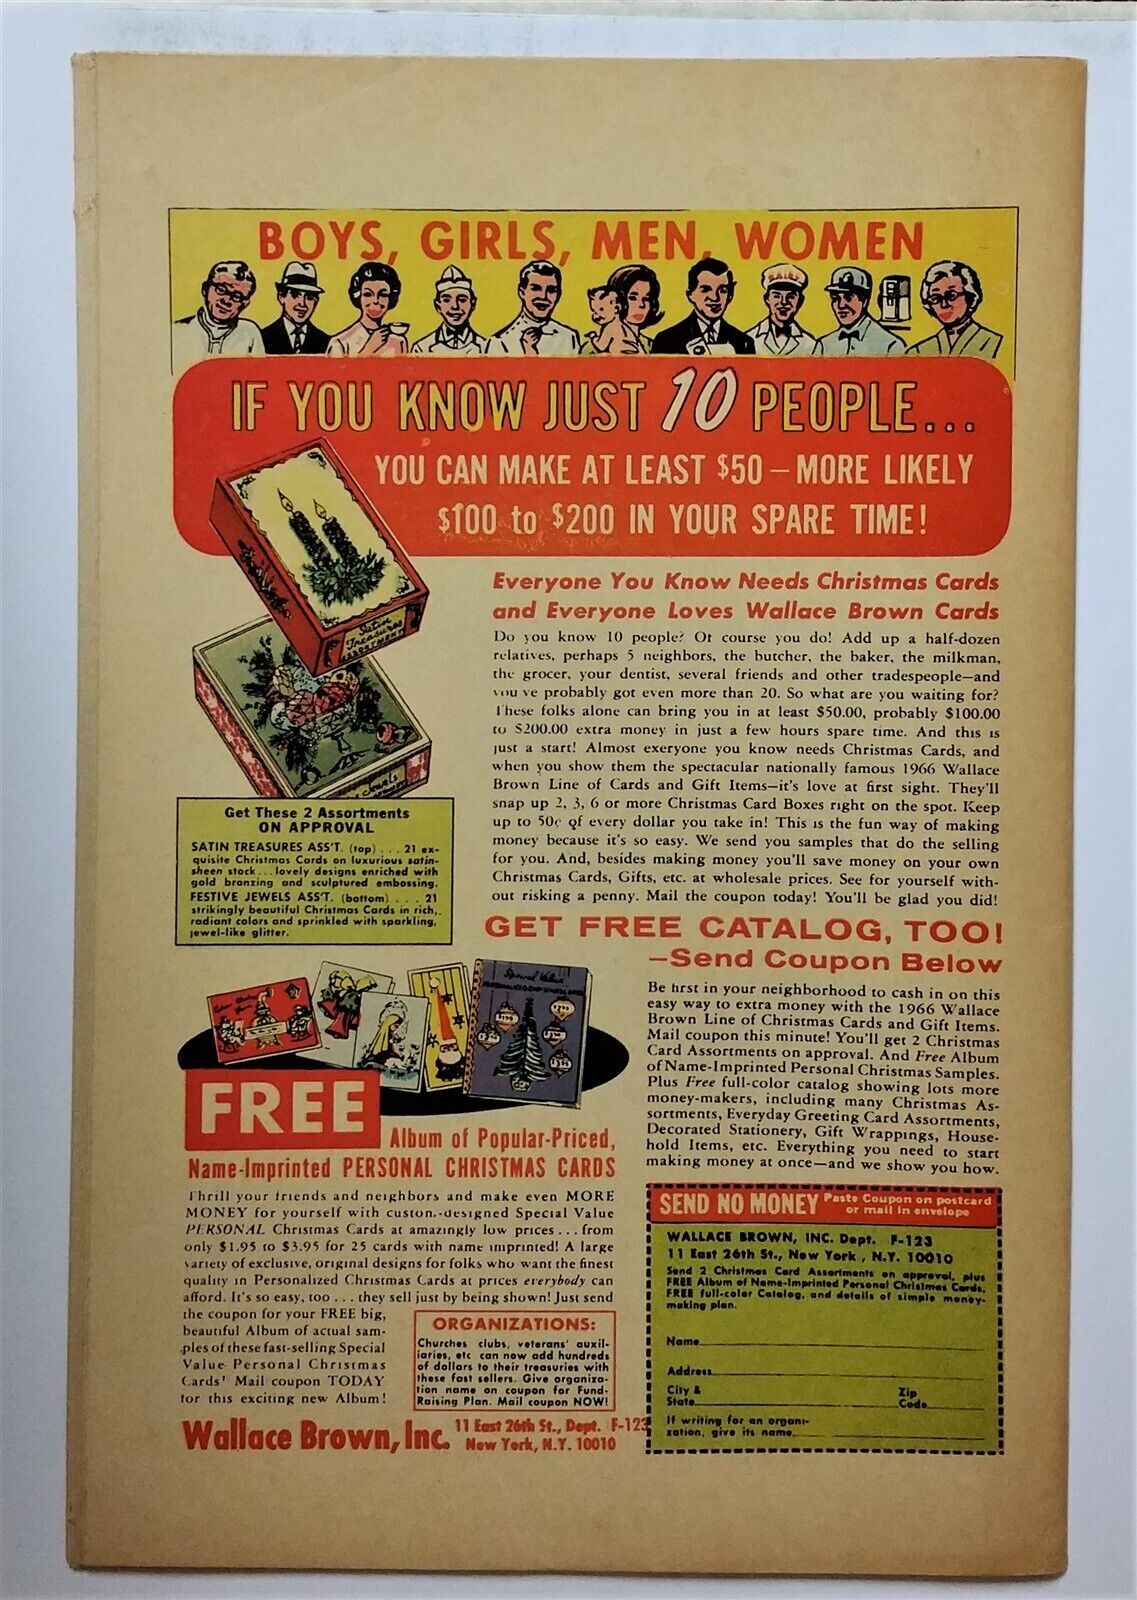 BOYS, GIRLS, MEN, WOMEN
DAIRY
IF YOU KNOW JUST 10 PEOPLE...
YOU CAN MAKE AT LEAST $50 – MORE LIKELY
$100 to $200 IN YOUR SPARE TIME!
Satin
Treasures
ASSORTMENT
Jewels
Everyone You Know Needs Christmas Cards
and Everyone Loves Wallace Brown Cards
Do you know 10 people? Of course you do! Add up a half-dozen
relatives, perhaps 5 neighbors, the butcher, the baker, the milkman,
the grocer, your dentist, several friends and other tradespeople—and
you've probably got even more than 20. So what are you waiting for?
These folks alone can bring you in at least $50.00, probably $100.00
to $200.00 extra money in just a few hours spare time. And this is
just a start! Almost exeryone you know needs Christmas Cards, and
when you show them the spectacular nationally famous 1966 Wallace
Brown Line of Cards and Gift Items—it's love at first sight. They'll
snap up 2, 3, 6 or more Christmas Card Boxes right on the spot. Keep
up to 50¢ of every dollar you take in! This is the fun way of making
money because it's so easy. We send you samples that do the selling
for you. And, besides making money you'll save money on your own
Christmas Cards, Gifts, etc. at wholesale prices. See for yourself with-
out risking a penny. Mail the coupon today! You'll be glad you did!
Get These 2 Assortments
ON APPROVAL
SATIN TREASURES ASS'T. (top) . . . 21 ex-
quisite Christmas Cards on luxurious satin-
sheen stock...lovely designs enriched with
gold bronzing and sculptured embossing.
FESTIVE JEWELS ASS'T. (bottom) . . . 21
strikingly beautiful Christmas Cards in rich,
radiant colors and sprinkled with sparkling,
jewel-like glitter.
GET FREE CATALOG, TOO!
—Send Coupon Below
Be first in your neighborhood to cash in on this
easy way to extra money with the 1966 Wallace
Brown Line of Christmas Cards and Gift Items.
Mail coupon this minute! You'll get 2 Christmas
Card Assortments on approval. And Free Album
of Name-Imprinted Personal Christmas Samples.
Plus Free full-color catalog showing lots more
money-makers, including many Christmas As-
sortments, Everyday Greeting Card Assortments,
Decorated Stationery, Gift Wrappings, House-
hold Items, etc. Everything you need to start
making money at once—and we show you how.
Special Value
FREE
Album of Popular-Priced,
Name-Imprinted PERSONAL CHRISTMAS CARDS
Thrill your friends and neighbors and make even MORE
MONEY for yourself with custon.-designed Special Value
PERSONAL Christmas Cards at amazingly low prices...from
only $1.95 to $3.95 for 25 cards with name imprinted! A large
variety of exclusive, original designs for folks who want the finest
quality in Personalized Christmas Cards at prices everybody can
afford. It's so easy, too...they sell just by being shown! Just send
the coupon for your FREE big,
beautiful Album of actual sam-
ples of these fast-selling Special
Value Personal Christmas
Cards! Mail coupon TODAY
for this exciting new Album!
ORGANIZATIONS:
Churches clubs, veterans' auxil-
iaries, etc can now add hundreds
of dollars to their treasuries with
these fast sellers. Give organiza-
tion name on coupon for Fund-
Raising Plan. Mail coupon NOW!
Wallace Brown, Inc. 11 East 26th St., Dept. F-123
New York, N.Y. 10010
SEND NO MONEY Paste Coupon on postcard
or mail in envelope
WALLACE BROWN, INC. Dept. F-123
11 East 26th St., New York, N.Y. 10010
Send 2 Christmas Card Assortments on approval, plus
FREE Album of Name-Imprinted Personal Christmas Cards,
FREE full-color Catalog, and details of simple money-
making plan.
Name
Address
City & State Zip Code
If writing for an organi-
zation, give its name